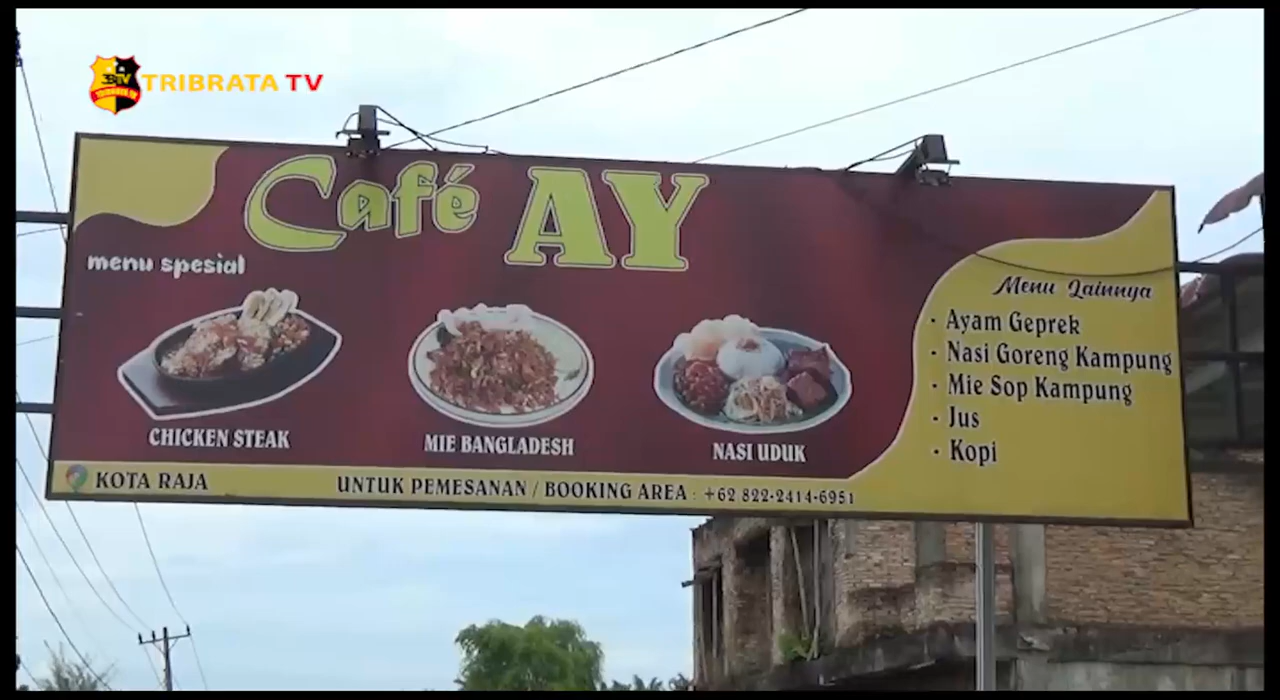 TRIBRATA TV
Café AY
menu spesial
CHICKEN STEAK
MIE BANGLADESH
NASI UDUK
Menu Lainnya
· Ayam Geprek
· Nasi Goreng Kampung
· Mie Sop Kampung
· Jus
· Kopi
KOTA RAJA
UNTUK PEMESANAN / BOOKING AREA : +62 822-2414-6951